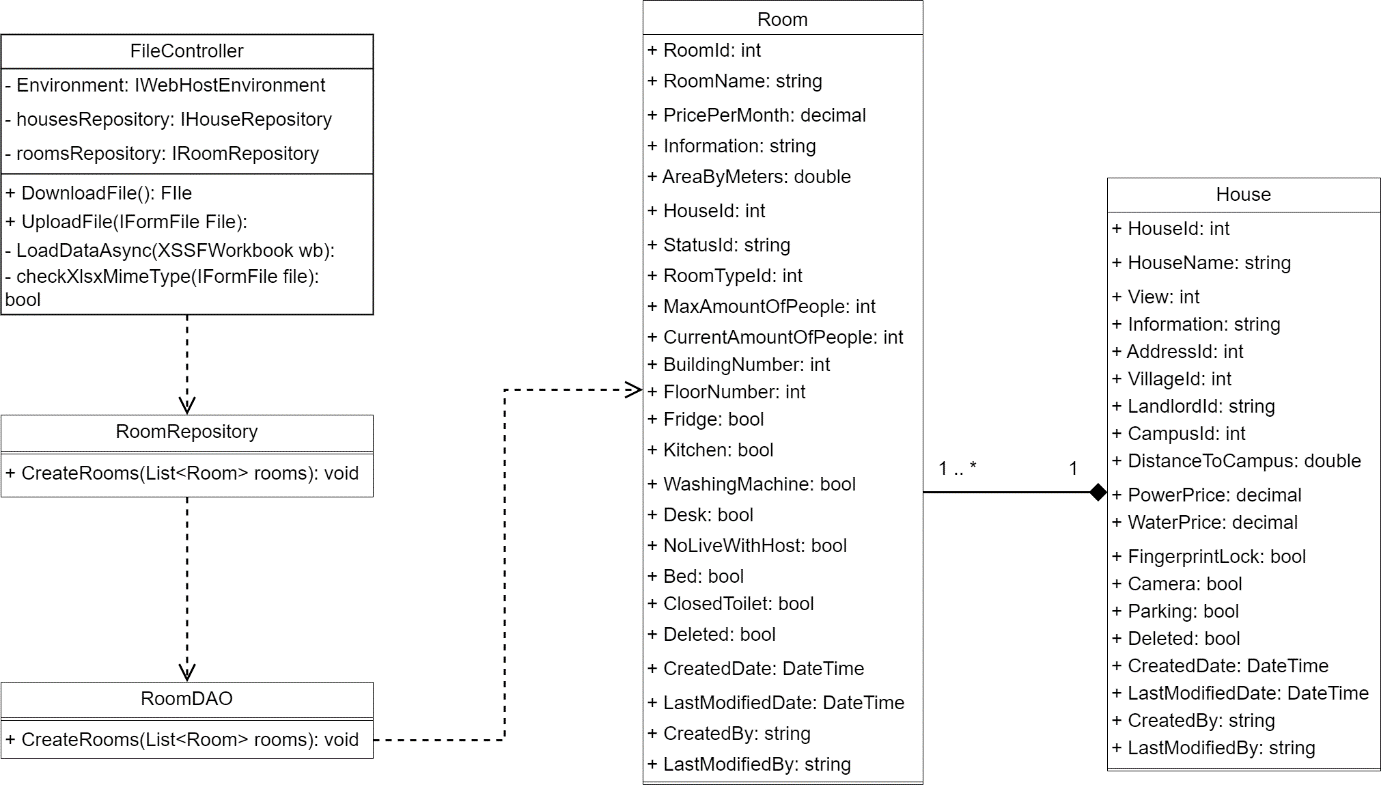 FileController
- Environment: IWebHostEnvironment
- housesRepository: IHouseRepository
- roomsRepository: IRoomRepository
+ DownloadFile(): FIle
+ UploadFile(IFormFile File):
- LoadDataAsync(XSSFWorkbook wb):
- checkXlsxMimeType(IFormFile file):
bool
RoomRepository
+ CreateRooms(List<Room> rooms): void
RoomDAO
+ CreateRooms(List<Room> rooms): void
Room
+ RoomId: int
+ RoomName: string
+ PricePerMonth: decimal
+ Information: string
+ AreaByMeters: double
+ HouseId: int
+ StatusId: string
+ RoomTypeId: int
+ MaxAmountOfPeople: int
+ CurrentAmountOfPeople: int
+ BuildingNumber: int
+ FloorNumber: int
+ Fridge: bool
+ Kitchen: bool
+ WashingMachine: bool
+ Desk: bool
+ NoLiveWithHost: bool
+ Bed: bool
+ ClosedToilet: bool
+ Deleted: bool
+ CreatedDate: DateTime
+ LastModifiedDate: DateTime
+ CreatedBy: string
+ LastModifiedBy: string
1 .. *
1
House
+ HouseId: int
+ HouseName: string
+ View: int
+ Information: string
+ AddressId: int
+ VillageId: int
+ LandlordId: string
+ CampusId: int
+ DistanceToCampus: double
+ PowerPrice: decimal
+ WaterPrice: decimal
+ FingerprintLock: bool
+ Camera: bool
+ Parking: bool
+ Deleted: bool
+ CreatedDate: DateTime
+ LastModifiedDate: DateTime
+ CreatedBy: string
+ LastModifiedBy: string